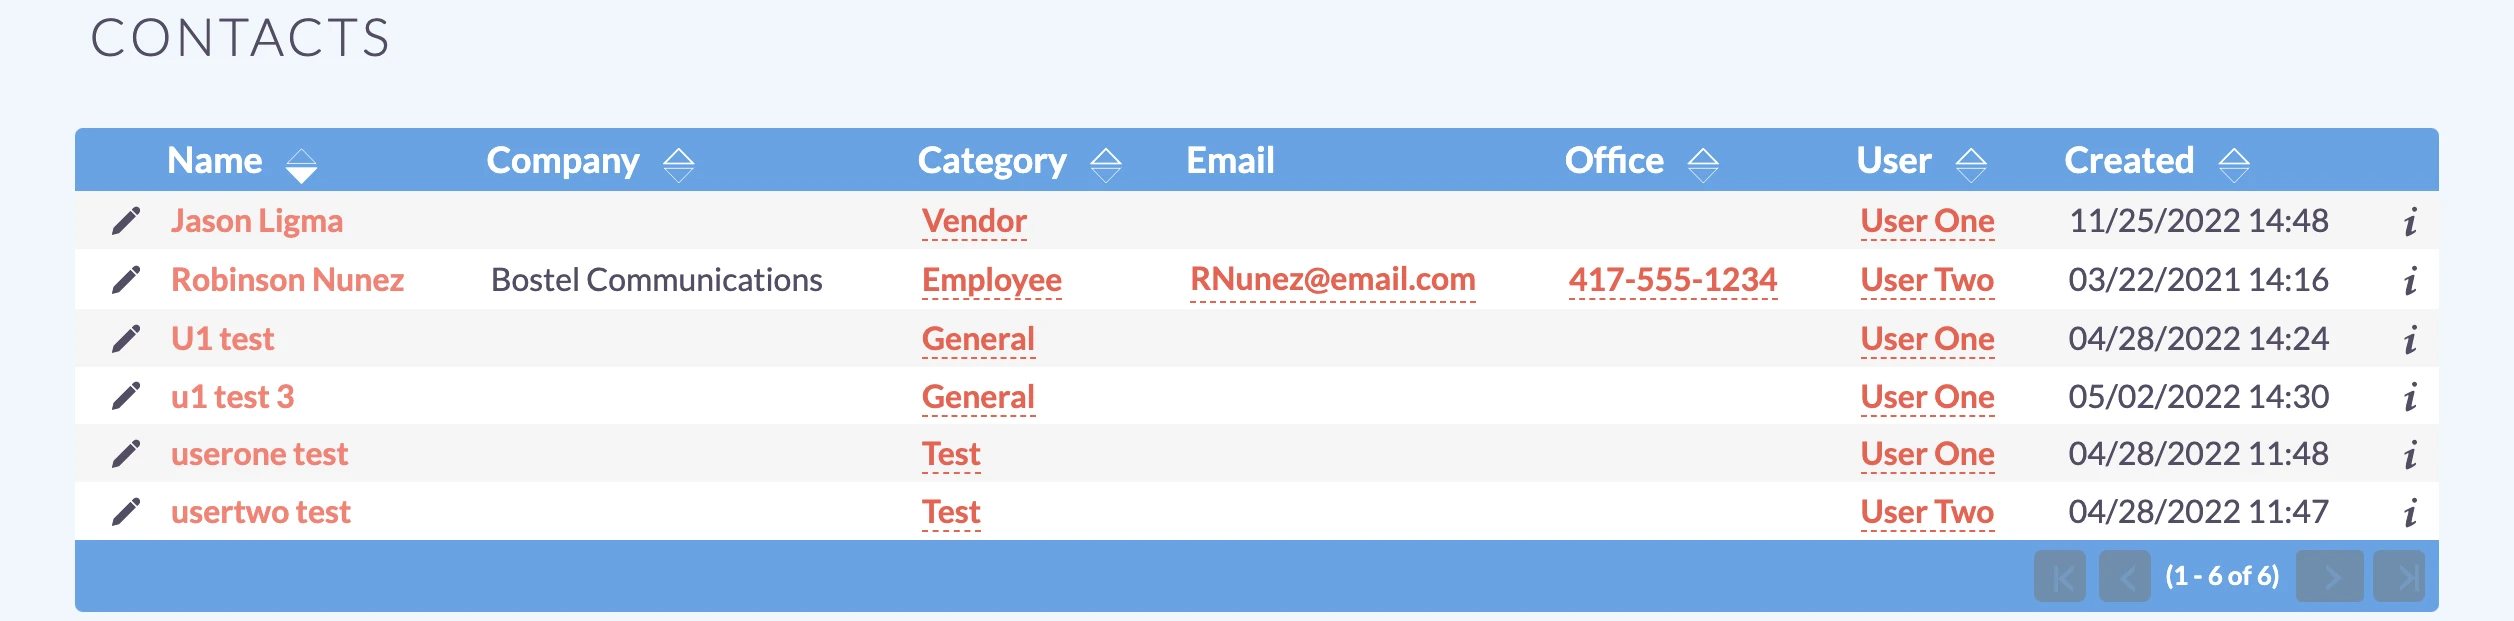 CONTACTS
Name Company Category Email Office User Created
Jason Ligma Vendor User One 11/25/2022 14:48 i
Robinson Nunez Bostel Communications Employee RNunez@email.com 417-555-1234 User Two 03/22/2021 14:16 i
U1 test General User One 04/28/2022 14:24 i
u1 test 3 General User One 05/02/2022 14:30 i
userone test Test User One 04/28/2022 11:48 i
usertwo test Test User Two 04/28/2022 11:47 i
(1 - 6 of 6)